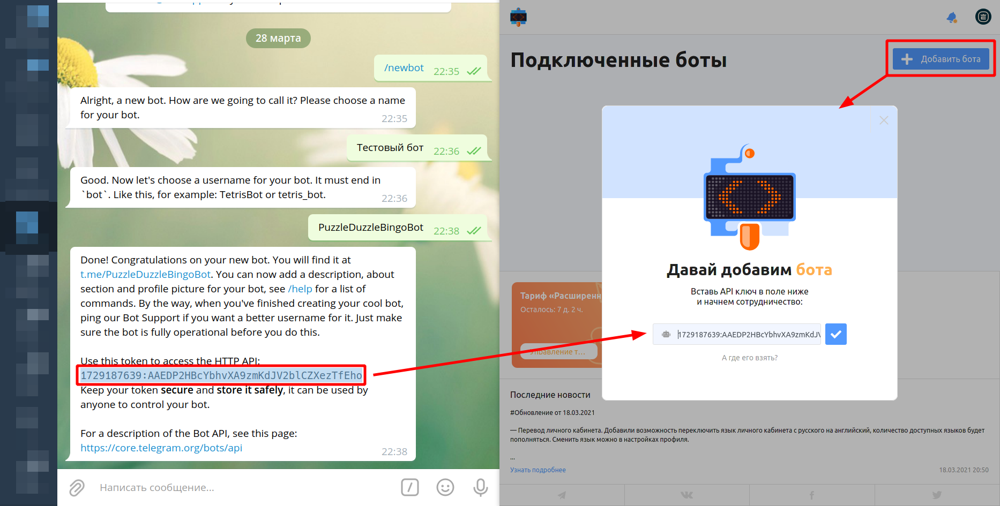 28 марта
/newbot 22:35
Alright, a new bot. How are we going to call it? Please choose a name
for your bot.
22:35
Тестовый бот 22:36
Good. Now let's choose a username for your bot. It must end in
`bot`. Like this, for example: TetrisBot or tetris_bot.
22:36
PuzzleDuzzleBingoBot 22:38
Done! Congratulations on your new bot. You will find it at
t.me/PuzzleDuzzleBingoBot. You can now add a description, about
section and profile picture for your bot, see /help for a list of
commands. By the way, when you've finished creating your cool bot,
ping our Bot Support if you want a better username for it. Just make
sure the bot is fully operational before you do this.
Use this token to access the HTTP API:
1729187639:AAEDP2HBcYbhvXA9zmKdJV2blCZXezTfEho
Keep your token secure and store it safely, it can be used by
anyone to control your bot.
For a description of the Bot API, see this page:
https://core.telegram.org/bots/api
22:38
Написать сообщение...
Подключенные боты
Добавить бота
Давай добавим бота
Вставь API ключ в поле ниже
и начнем сотрудничество:
1729187639:AAEDP2HBcYbhvXA9zmKdJV
А где его взять?
Тариф «Расширенн
Осталось: 7 д. 2 ч.
Управление т...
Последние новости
#Обновление от 18.03.2021
— Перевод личного кабинета. Добавили возможность переключить язык личного кабинета с русского на английский, количество доступных языков будет
пополняться. Сменить язык можно в настройках профиля.
...
Узнать подробнее
18.03.2021 20:50